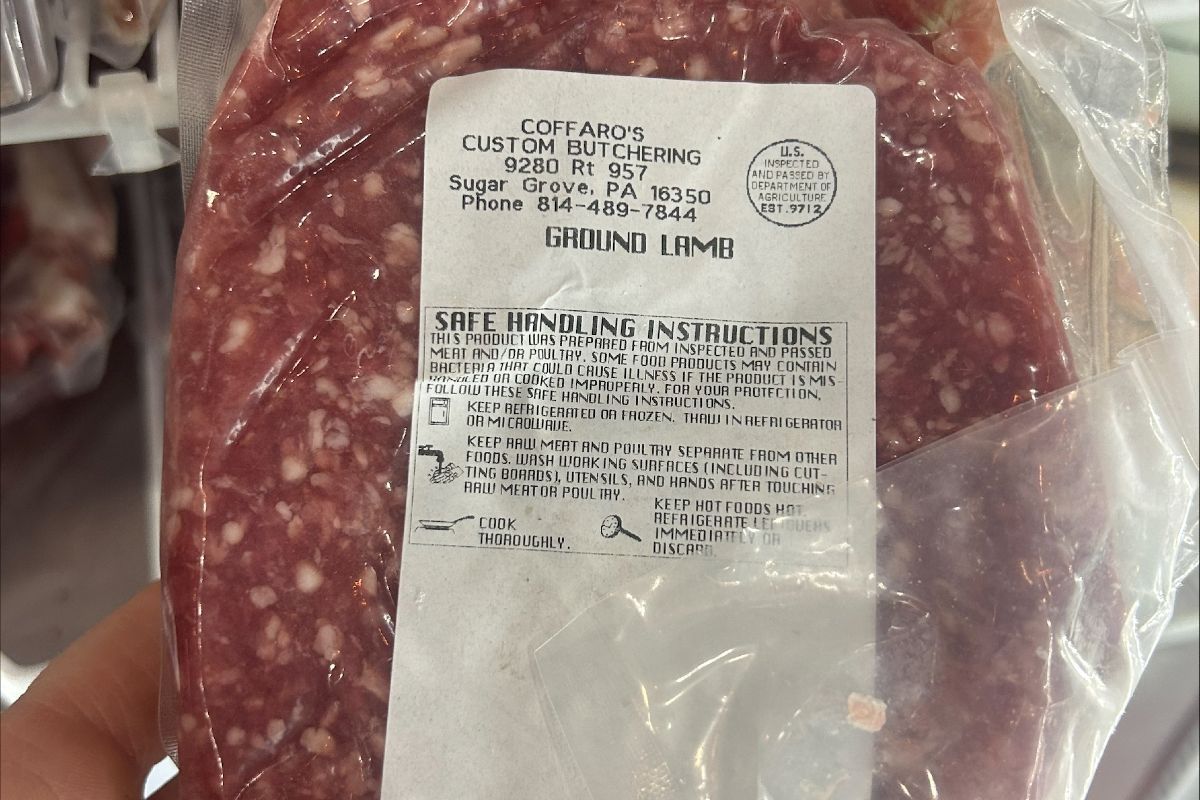 COFFARO'S
CUSTOM BUTCHERING
9280 Rt 957
Sugar Grove, PA 16350
Phone 814-489-7844
U.S.
INSPECTED
AND PASSED BY
DEPARTMENT OF
AGRICULTURE
EST.9712
GROUND LAMB
SAFE HANDLING INSTRUCTIONS
THIS PRODUCT WAS PREPARED FROM INSPECTED AND PASSED
MEAT AND/OR POULTRY. SOME FOOD PRODUCTS MAY CONTAIN
BACTERIA THAT COULD CAUSE ILLNESS IF THE PRODUCT IS MIS-
HANDLED OR COOKED IMPROPERLY. FOR YOUR PROTECTION,
FOLLOW THESE SAFE HANDLING INSTRUCTIONS.
KEEP REFRIGERATED OR FROZEN. THAW IN REFRIGERATOR
OR MICROWAVE.
KEEP RAW MEAT AND POULTRY SEPARATE FROM OTHER
FOODS. WASH WORKING SURFACES (INCLUDING CUT-
TING BOARDS), UTENSILS, AND HANDS AFTER TOUCHING
RAW MEAT OR POULTRY.
COOK
THOROUGHLY.
KEEP HOT FOODS HOT.
REFRIGERATE LEFTOVERS
IMMEDIATELY OR
DISCARD.